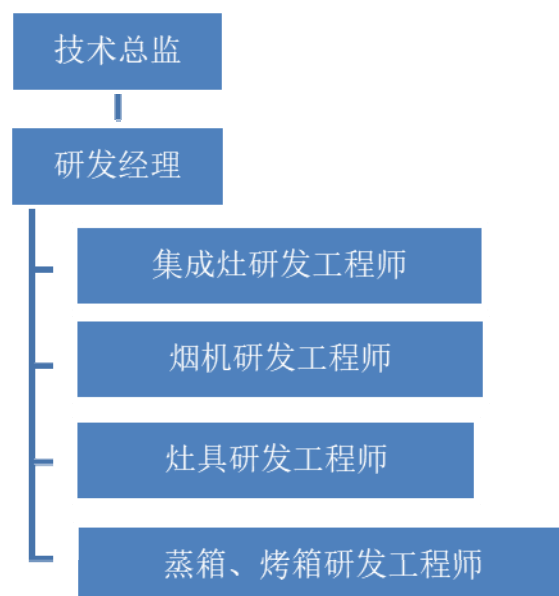 技术总监
研发经理
集成灶研发工程师
烟机研发工程师
灶具研发工程师
蒸箱、烤箱研发工程师